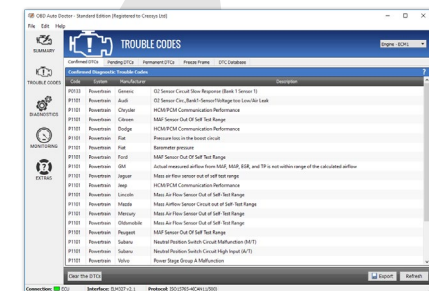 OBD Auto Doctor - Standard Edition [Registered to Creosys Oy Ltd]
File Edit Help
SUMMARY
TROUBLE CODES
Engine - ECM1
TROUBLE CODES
DIAGNOSTICS
MONITORING
EXTRAS
Confirmed DTCs Pending DTCs Permanent DTCs Freeze Frame DTC Database
Confirmed Diagnostic Trouble Codes ?
Code System Manufacturer Description
P0133 Powertrain Generic O2 Sensor Circuit Slow Response (Bank 1 Sensor 1)
P1101 Powertrain Audi O2 Sensor Circ.,Bank1-Sensor1Voltage too Low/Air Leak
P1101 Powertrain Chrysler HCM/PCM Communication Performance
P1101 Powertrain Citroen MAF Sensor Out Of Self Test Range
P1101 Powertrain Dodge HCM/PCM Communication Performance
P1101 Powertrain Fiat Pressure loss in the boost circuit
P1101 Powertrain Fiat Barometer pressure
P1101 Powertrain Ford MAF Sensor Out Of Self Test Range
P1101 Powertrain GM Actual measured airflow from MAF, MAP, EGR, and TP is not within range of the calculated airflow
P1101 Powertrain Jaguar Mass air flow sensor out of self test range
P1101 Powertrain Jeep HCM/PCM Communication Performance
P1101 Powertrain Lincoln Mass Air Flow Sensor Out Of Self-Test Range
P1101 Powertrain Mazda Mass Airflow Sensor Circuit out of Self-Test Range
P1101 Powertrain Mercury Mass Air Flow Sensor Out Of Self-Test Range
P1101 Powertrain Oldsmobile Mass Air Flow Sensor Out Of Self-Test Range
P1101 Powertrain Peugeot MAF Sensor Out Of Self Test Range
P1101 Powertrain Subaru Neutral Position Switch Circuit Malfunction (M/T)
P1101 Powertrain Subaru Neutral Position Switch Circuit High Input (A/T)
P1101 Powertrain Volvo Power Stage Group A Malfunction
Clear the DTCs Export Refresh
Connection: ECU Interface: ELM327 v2.1 Protocol: ISO15765-4(CAN11/500)